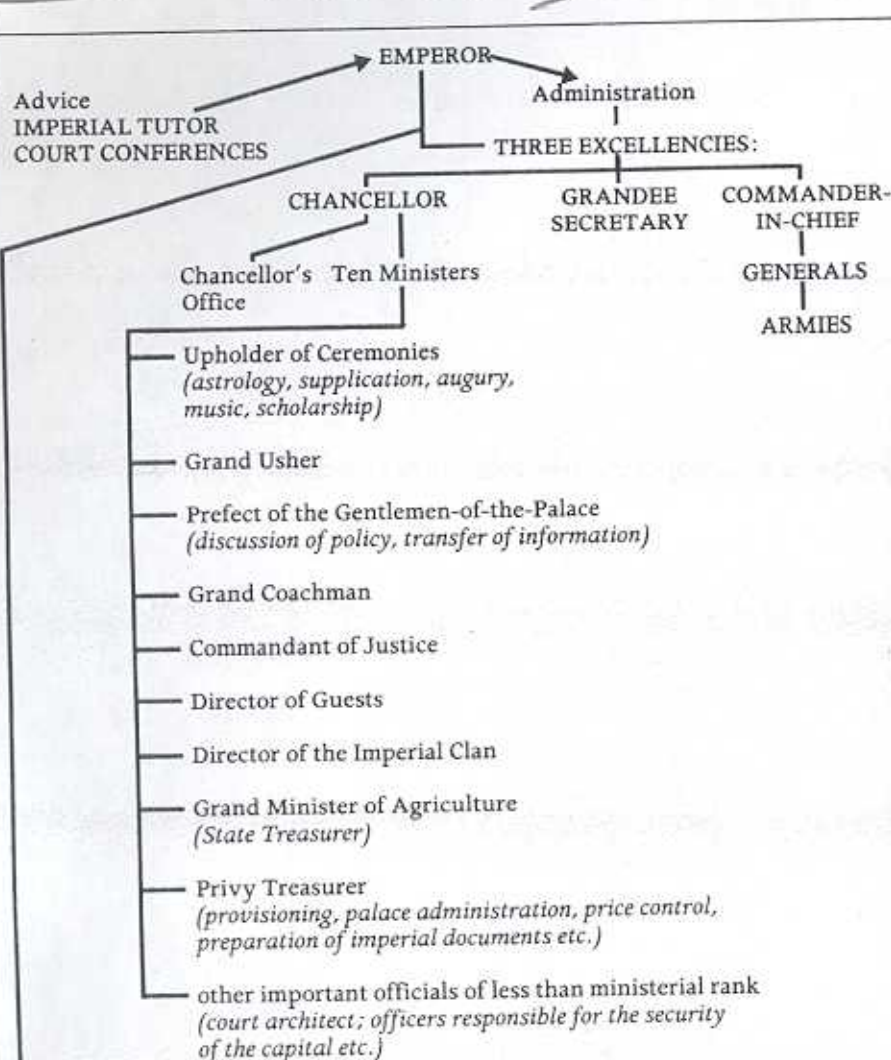 EMPEROR
Advice
IMPERIAL TUTOR
COURT CONFERENCES
Administration
THREE EXCELLENCIES:
CHANCELLOR
GRANDEE
SECRETARY
COMMANDER-
IN-CHIEF
Chancellor's
Office
Ten Ministers
GENERALS
ARMIES
Upholder of Ceremonies
(astrology, supplication, augury,
music, scholarship)
Grand Usher
Prefect of the Gentlemen-of-the-Palace
(discussion of policy, transfer of information)
Grand Coachman
Commandant of Justice
Director of Guests
Director of the Imperial Clan
Grand Minister of Agriculture
(State Treasurer)
Privy Treasurer
(provisioning, palace administration, price control,
preparation of imperial documents etc.)
other important officials of less than ministerial rank
(court architect; officers responsible for the security
of the capital etc.)